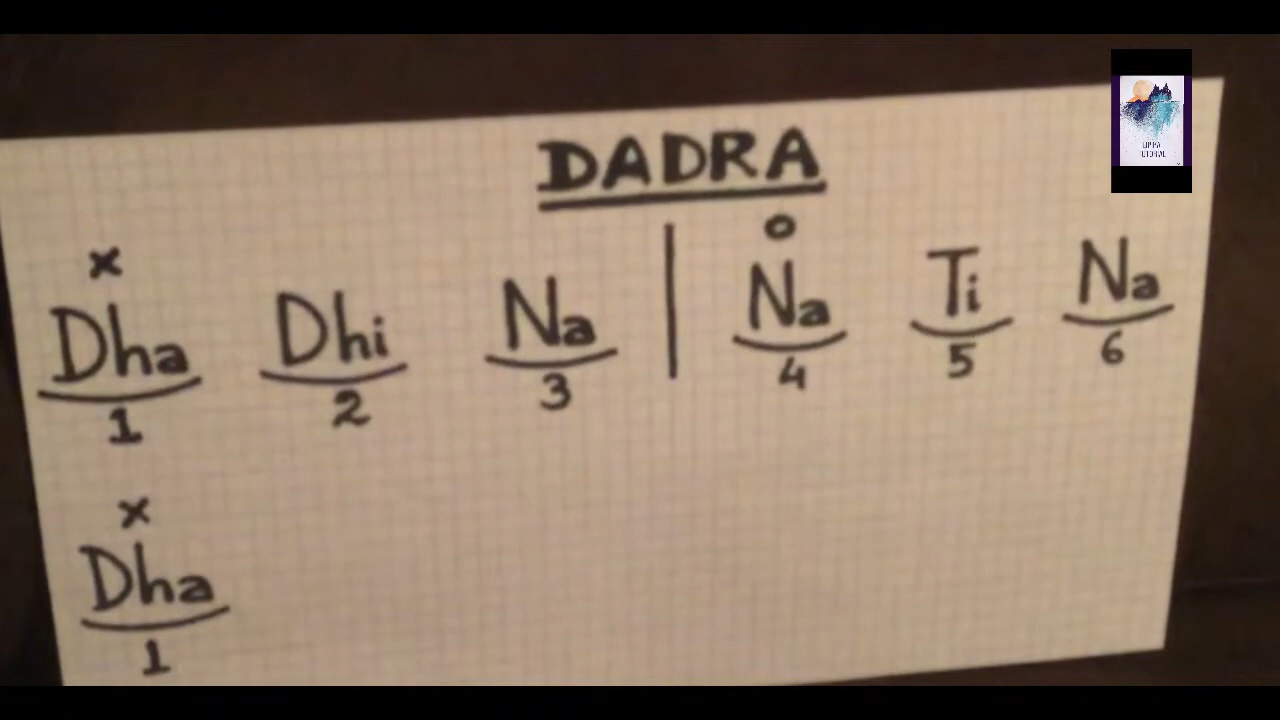 DADRA
x o
Dha Dhi Na | Na Ti Na
1 2 3 4 5 6
x
Dha
1